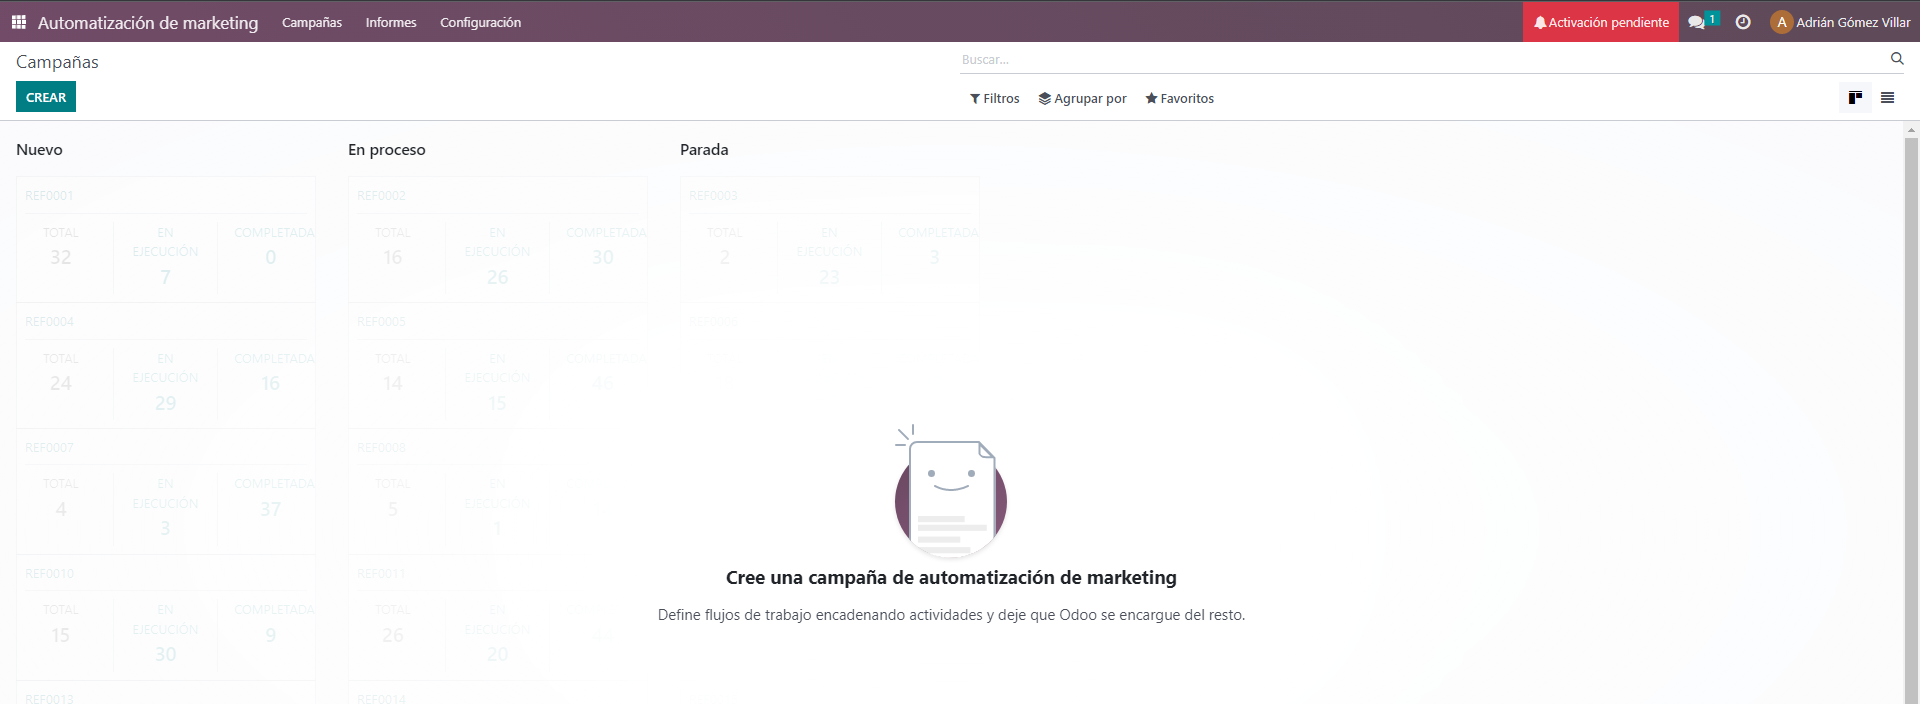 Automatización de marketing Campañas Informes Configuración Activación pendiente 1 A Adrián Gómez Villar
Campañas
Buscar...
CREAR
Filtros Agrupar por Favoritos
Nuevo En proceso Parada
REF0001 REF0002 REF0003
TOTAL EN COMPLETADA TOTAL EN COMPLETADA TOTAL EN COMPLETADA
EJECUCIÓN EJECUCIÓN EJECUCIÓN
32 0 16 30 2 3
7 26 23
REF0004 REF0005 REF0006
TOTAL EN COMPLETADA TOTAL EN COMPLETADA
EJECUCIÓN EJECUCIÓN
24 16 14 46
29 15
REF0007 REF0008
TOTAL EN COMPLETADA TOTAL EN
EJECUCIÓN EJECUCIÓN
4 37 5
3 1
REF0010 REF0011
Cree una campaña de automatización de marketing
TOTAL EN COMPLETADA TOTAL EN
Define flujos de trabajo encadenando actividades y deje que Odoo se encargue del resto.
EJECUCIÓN EJECUCIÓN
15 9 26
30 20
REF0013 REF0014